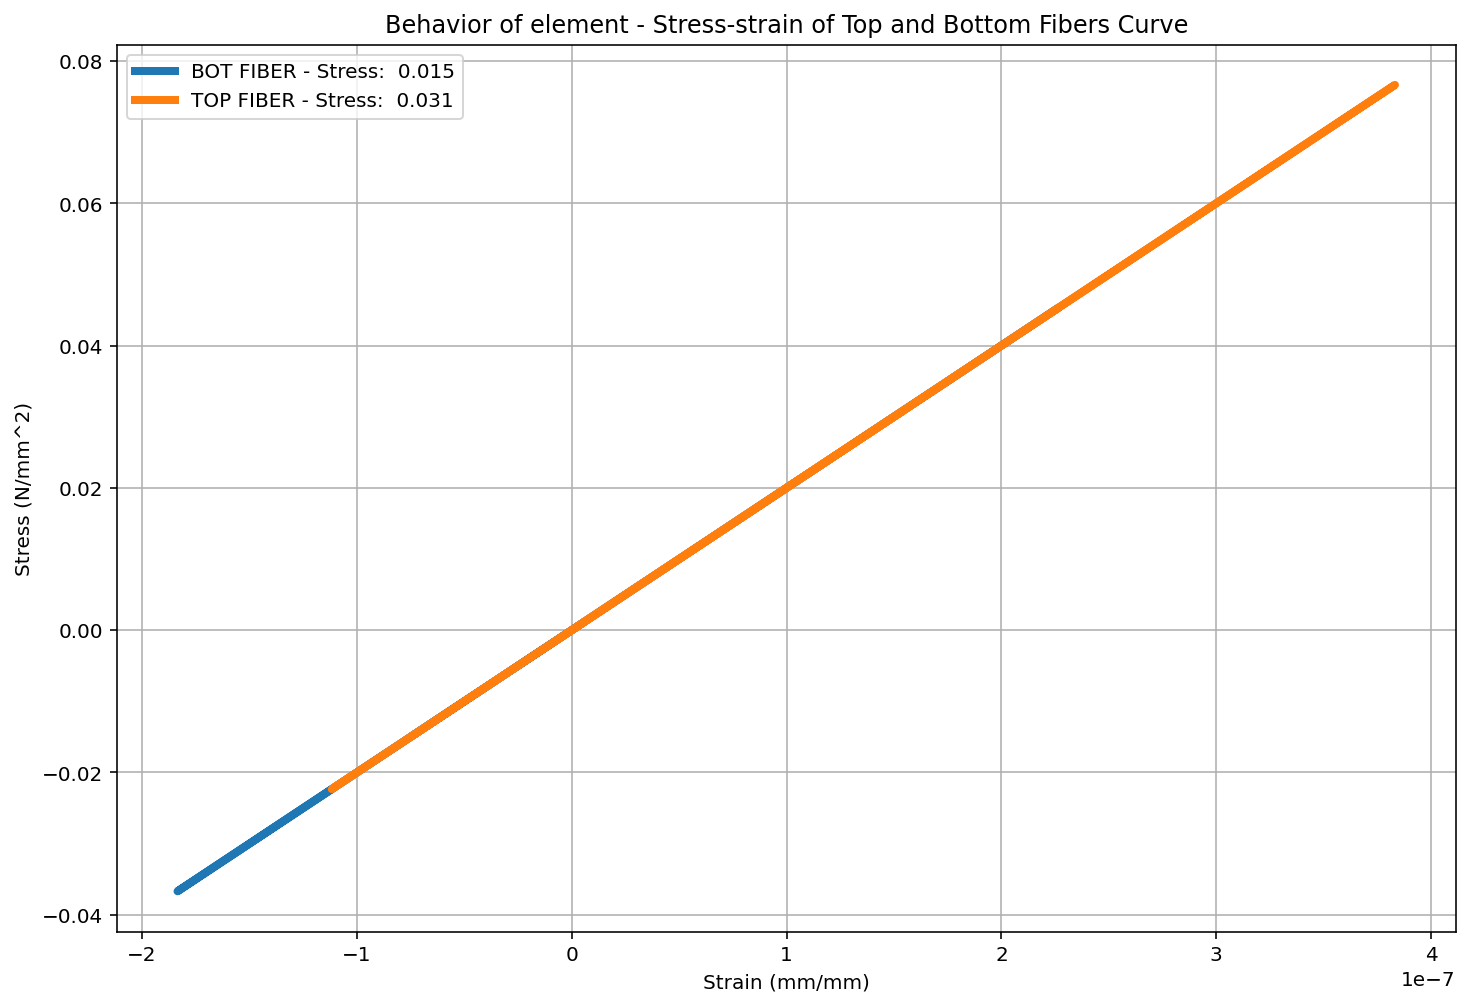 Behavior of element - Stress-strain of Top and Bottom Fibers Curve
BOT FIBER - Stress:  0.015
TOP FIBER - Stress:  0.031
0.08
0.06
0.04
0.02
0.00
−0.02
−0.04
Stress (N/mm^2)
−2
−1
0
1
2
3
4
1e−7
Strain (mm/mm)